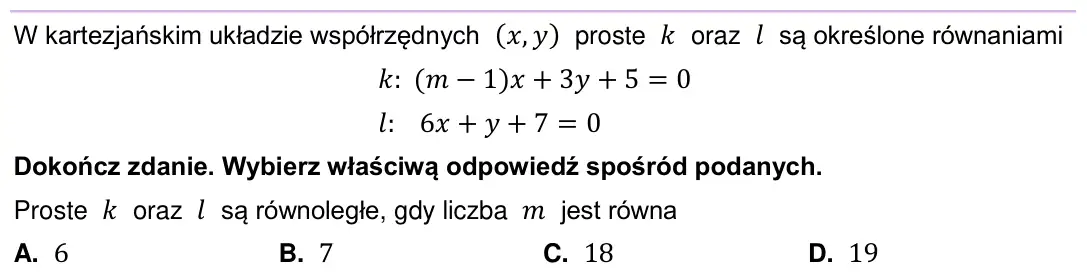 W kartezjańskim układzie współrzędnych (x, y) proste k oraz l są określone równaniami
k: (m − 1)x + 3y + 5 = 0
l: 6x + y + 7 = 0
Dokończ zdanie. Wybierz właściwą odpowiedź spośród podanych.
Proste k oraz l są równoległe, gdy liczba m jest równa
A. 6 B. 7 C. 18 D. 19